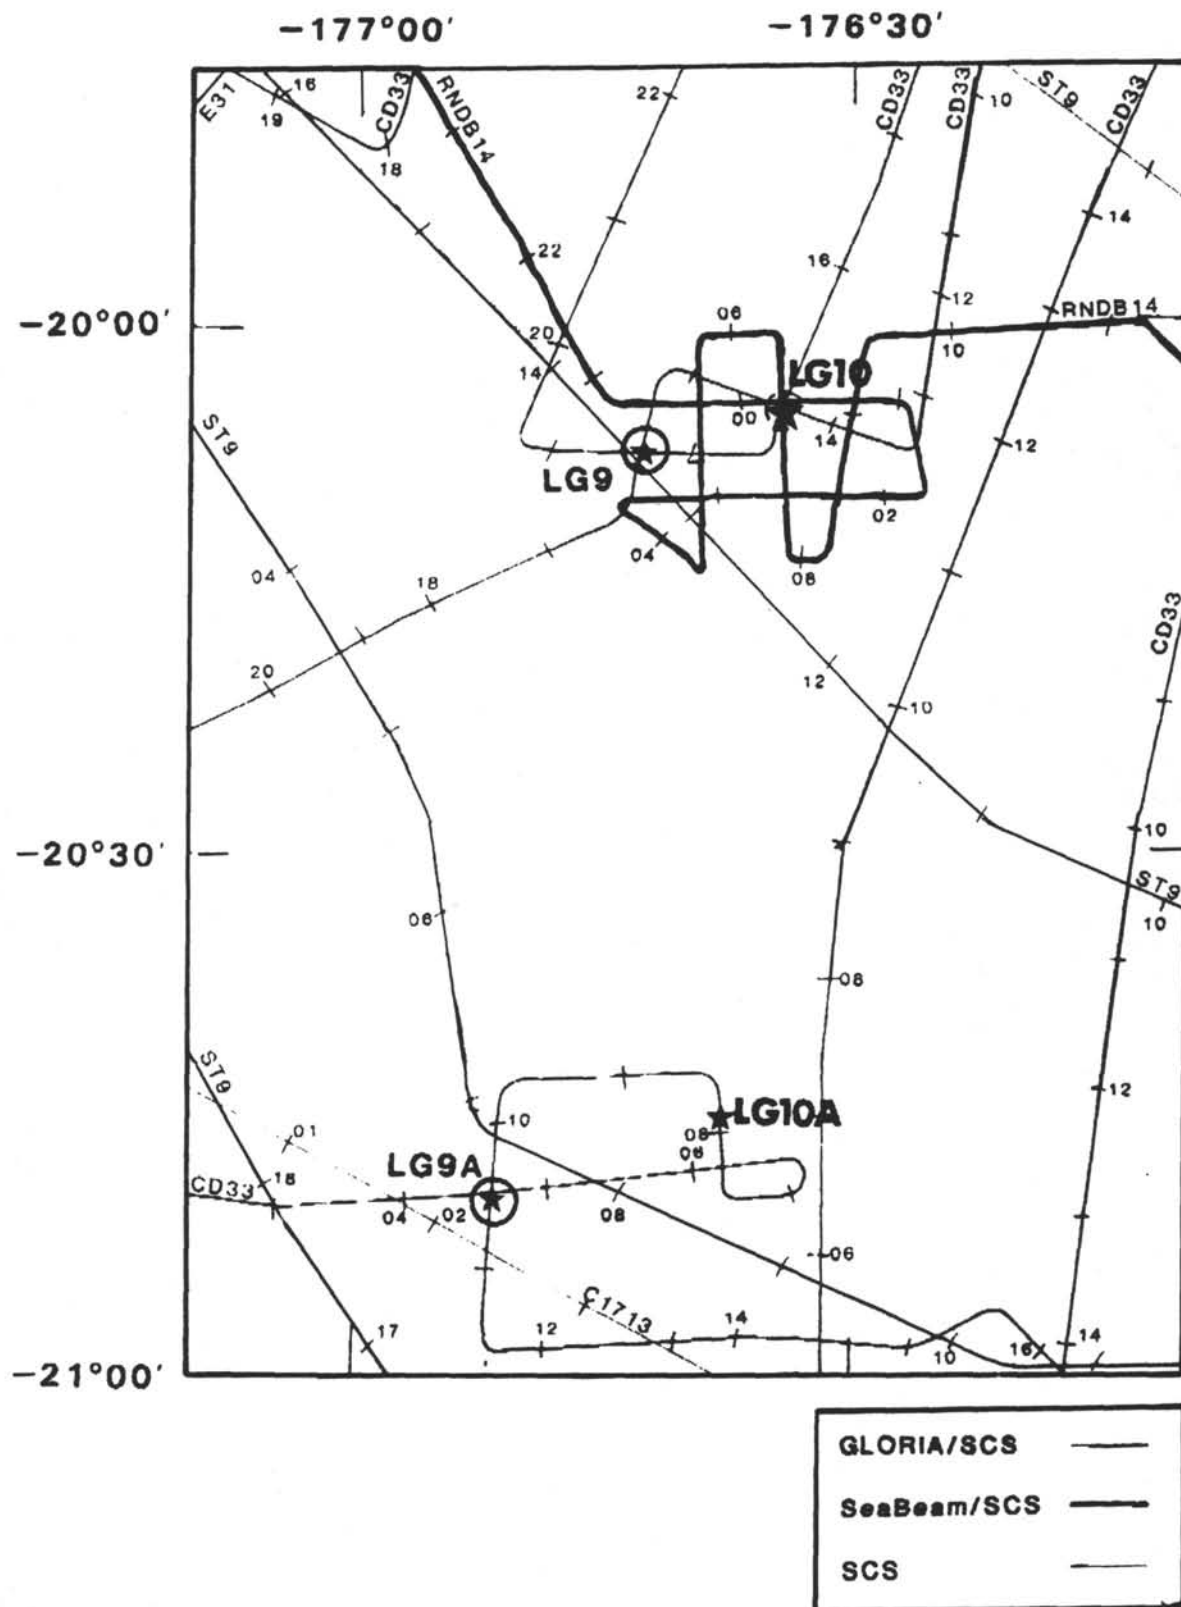 -177°00′ -176°30′
E31
16
19
CD33
18
RNDB14
22
CD33
CD33
10
ST9
CD33
14
22
16
12
-20°00′
20
14
06
RNDB14
10
LG10
00
14
12
ST9
LG9
02
04
08
04
18
20
12
10
CD33
-20°30′
06
08
10
ST9
10
ST9
01
10
LG10A
08
12
LG9A
06
18
CD33
04
02
08
06
C1713
17
12
14
10
16
14
-21°00′
GLORIA/SCS
SeaBeam/SCS
SCS